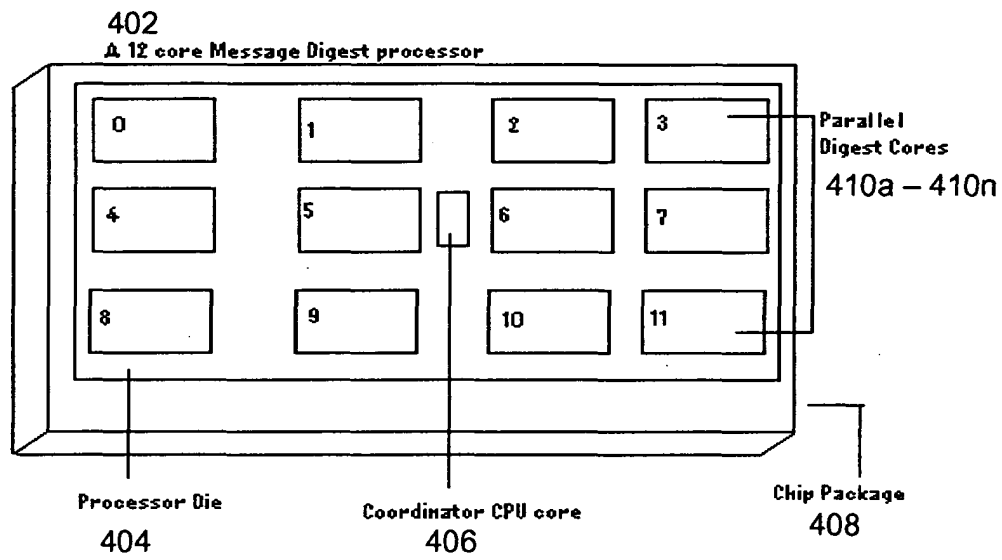 402
A 12 core Message Digest processor
0 1 2 3
Parallel
Digest Cores
410a – 410n
4 5 6 7
8 9 10 11
Processor Die
404
Coordinator CPU core
406
Chip Package
408